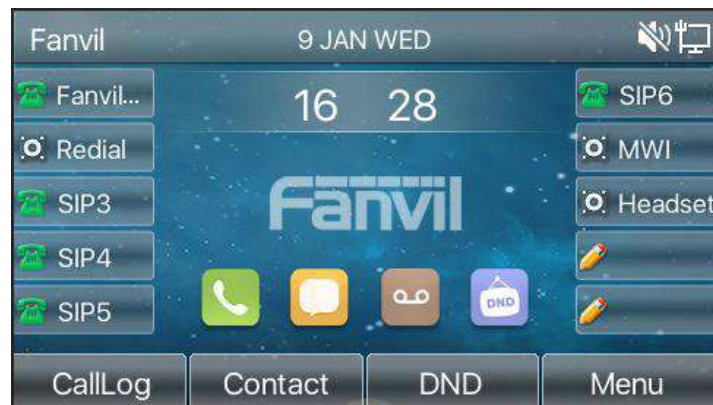 Fanvil 9 JAN WED
Fanvil... 16 28 SIP6
Redial MWI
SIP3 Fanvil Headset
SIP4
SIP5 DND
CallLog Contact DND Menu